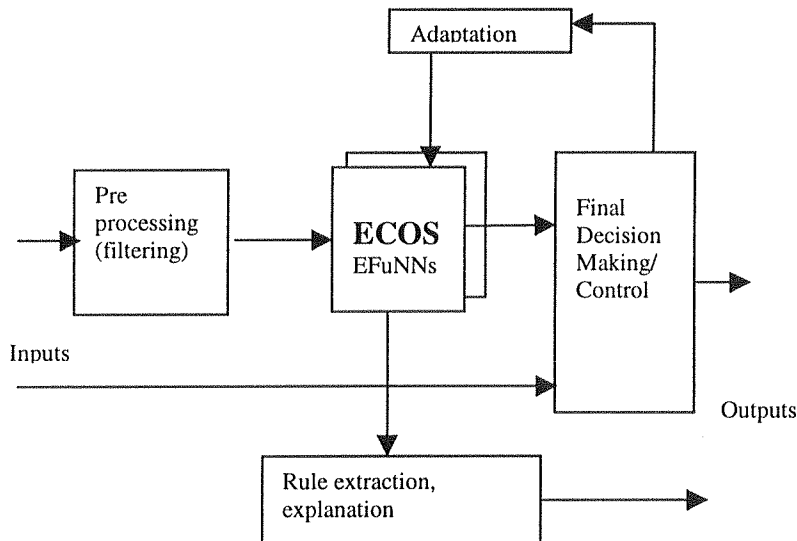 Adaptation
Pre
processing
(filtering)
ECOS
EFuNNs
Final
Decision
Making/
Control
Inputs
Outputs
Rule extraction,
explanation